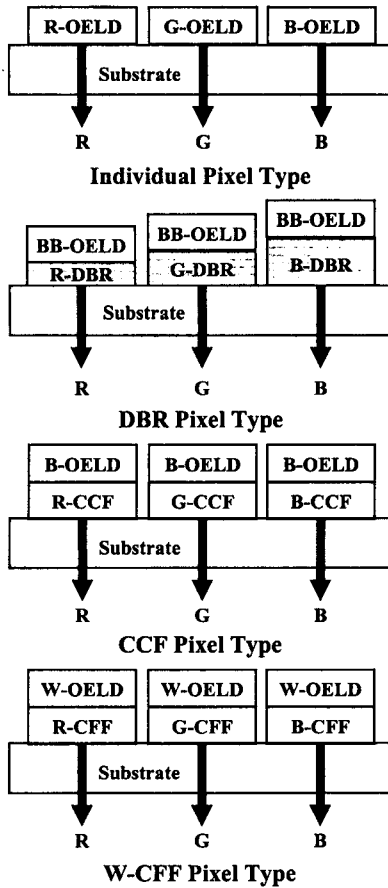 R-OELD G-OELD B-OELD
Substrate
R G B
Individual Pixel Type
BB-OELD BB-OELD BB-OELD
R-DBR G-DBR B-DBR
Substrate
R G B
DBR Pixel Type
B-OELD B-OELD B-OELD
R-CCF G-CCF B-CCF
Substrate
R G B
CCF Pixel Type
W-OELD W-OELD W-OELD
R-CFF G-CFF B-CFF
Substrate
R G B
W-CFF Pixel Type